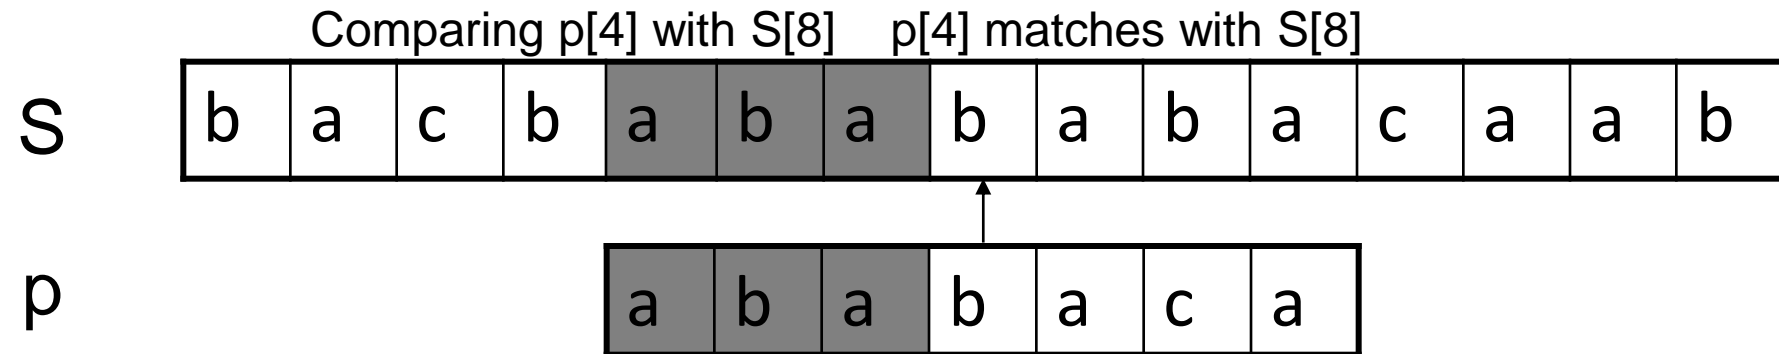 Comparing p[4] with S[8] p[4] matches with S[8]
S b a c b a b a b a b a c a a b
p a b a b a c a